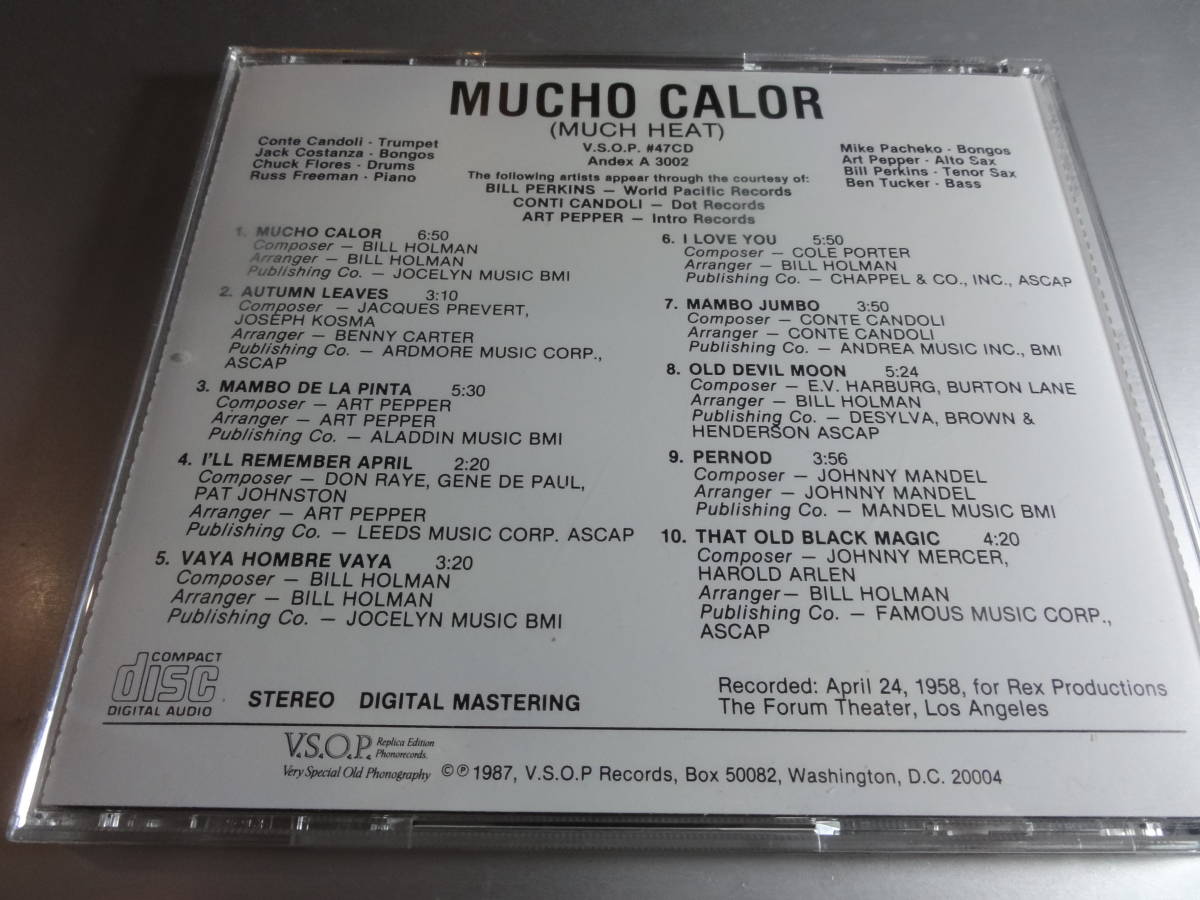 MUCHO CALOR
(MUCH HEAT)
V.S.O.P. #47CD
Andex A 3002
Conte Candoli - Trumpet
Jack Costanza - Bongos
Chuck Flores - Drums
Russ Freeman - Piano
Mike Pacheko - Bongos
Art Pepper - Alto Sax
Bill Perkins - Tenor Sax
Ben Tucker - Bass
The following artists appear through the courtesy of:
BILL PERKINS — World Pacific Records
CONTI CANDOLI — Dot Records
ART PEPPER — Intro Records
1. MUCHO CALOR 6:50
Composer — BILL HOLMAN
Arranger — BILL HOLMAN
Publishing Co. — JOCELYN MUSIC BMI
2. AUTUMN LEAVES 3:10
Composer — JACQUES PREVERT,
JOSEPH KOSMA
Arranger — BENNY CARTER
Publishing Co. — ARDMORE MUSIC CORP.,
ASCAP
3. MAMBO DE LA PINTA 5:30
Composer — ART PEPPER
Arranger — ART PEPPER
Publishing Co. — ALADDIN MUSIC BMI
4. I'LL REMEMBER APRIL 2:20
Composer — DON RAYE, GENE DE PAUL,
PAT JOHNSTON
Arranger — ART PEPPER
Publishing Co. — LEEDS MUSIC CORP. ASCAP
5. VAYA HOMBRE VAYA 3:20
Composer — BILL HOLMAN
Arranger — BILL HOLMAN
Publishing Co. — JOCELYN MUSIC BMI
6. I LOVE YOU 5:50
Composer — COLE PORTER
Arranger — BILL HOLMAN
Publishing Co. — CHAPPEL & CO., INC., ASCAP
7. MAMBO JUMBO 3:50
Composer — CONTE CANDOLI
Arranger — CONTE CANDOLI
Publishing Co. — ANDREA MUSIC INC., BMI
8. OLD DEVIL MOON 5:24
Composer — E.V. HARBURG, BURTON LANE
Arranger — BILL HOLMAN
Publishing Co. — DESYLVA, BROWN &
HENDERSON ASCAP
9. PERNOD 3:56
Composer — JOHNNY MANDEL
Arranger — JOHNNY MANDEL
Publishing Co. — MANDEL MUSIC BMI
10. THAT OLD BLACK MAGIC 4:20
Composer — JOHNNY MERCER,
HAROLD ARLEN
Arranger— BILL HOLMAN
Publishing Co. — FAMOUS MUSIC CORP.,
ASCAP
COMPACT
disc
DIGITAL AUDIO
STEREO DIGITAL MASTERING
Recorded: April 24, 1958, for Rex Productions
The Forum Theater, Los Angeles
V.S.O.P. Replica Edition
Phonorecords.
Very Special Old Phonography
©℗ 1987, V.S.O.P Records, Box 50082, Washington, D.C. 20004